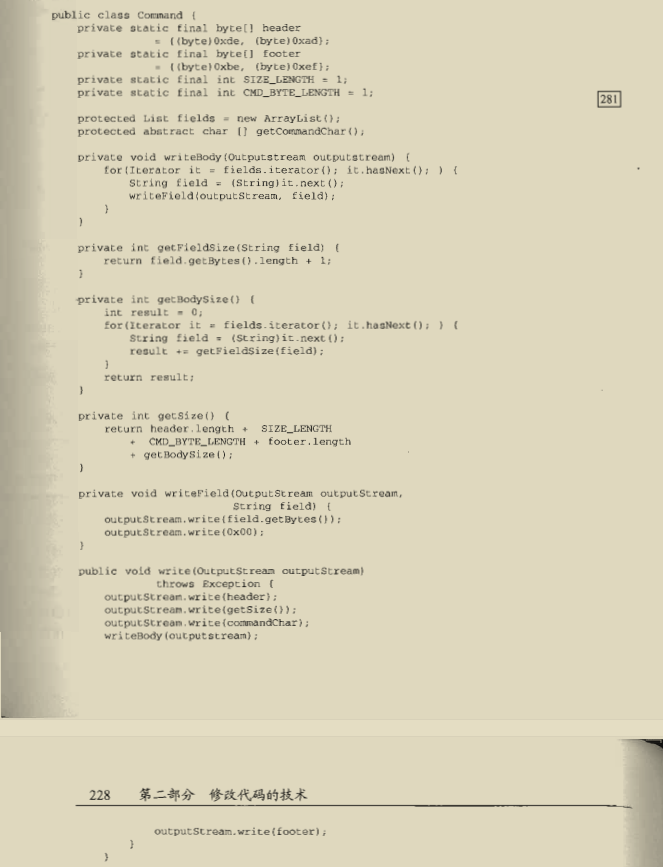 public class Command {
private static final byte[] header
= {(byte)0xde, (byte)0xad};
private static final byte[] footer
= {(byte)0xbe, (byte)0xef};
private static final int SIZE_LENGTH = 1;
private static final int CMD_BYTE_LENGTH = 1;
281
protected List fields = new ArrayList();
protected abstract char [] getCommandChar();
private void writeBody(Outputstream outputstream) {
for(Iterator it = fields.iterator(); it.hasNext(); ) {
String field = (String)it.next();
writeField(outputStream, field);
}
}
private int getFieldSize(String field) {
return field.getBytes().length + 1;
}
private int getBodySize() {
int result = 0;
for(Iterator it = fields.iterator(); it.hasNext(); ) {
String field = (String)it.next();
result += getFieldSize(field);
}
return result;
}
private int getSize() {
return header.length + SIZE_LENGTH
+ CMD_BYTE_LENGTH + footer.length
+ getBodySize();
}
private void writeField(OutputStream outputStream,
String field) {
outputStream.write(field.getBytes());
outputStream.write(0x00);
}
public void write(OutputStream outputStream)
throws Exception {
outputStream.write(header);
outputStream.write(getSize());
outputStream.write(commandChar);
writeBody(outputstream);
228 第二部分 修改代码的技术
outputStream.write(footer);
}
}